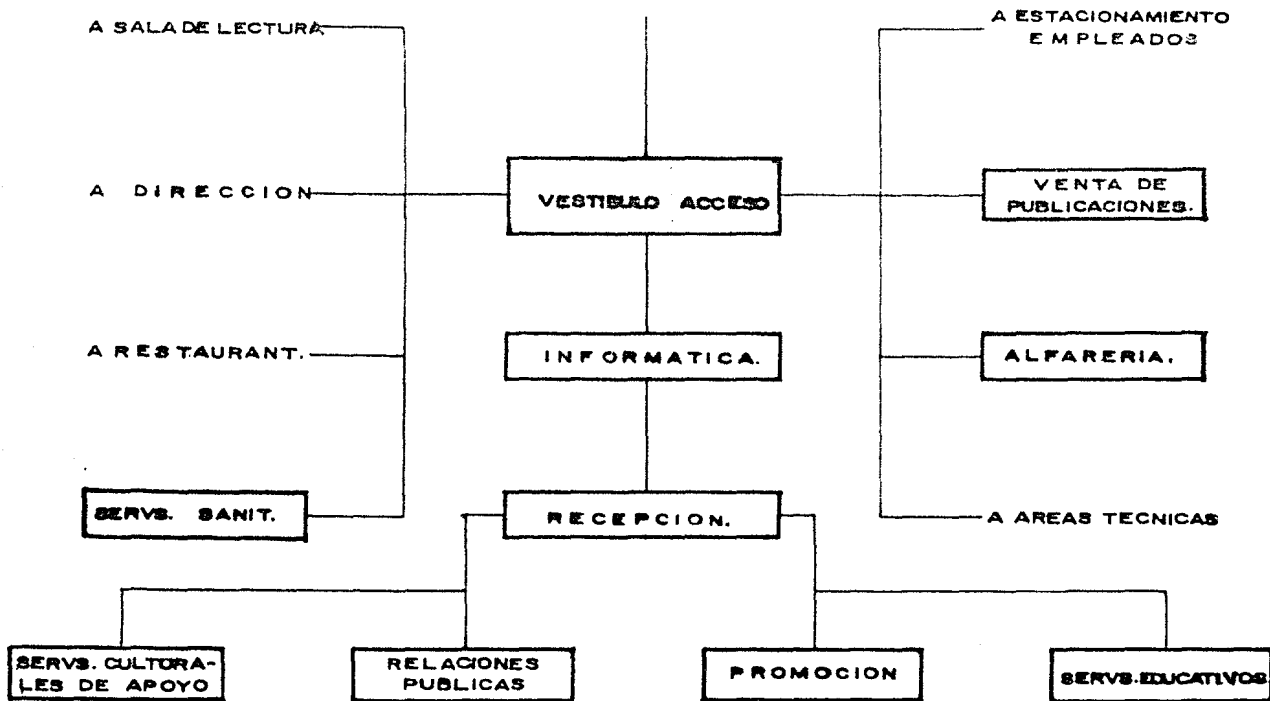 A SALA DE LECTURA
A ESTACIONAMIENTO
EMPLEADOS
A DIRECCION
VESTIBULO ACCESO
VENTA DE
PUBLICACIONES.
A RESTAURANT.
INFORMATICA.
ALFARERIA.
SERVS. SANIT.
RECEPCION.
A AREAS TECNICAS
SERVS. CULTURA-
LES DE APOYO
RELACIONES
PUBLICAS
PROMOCION
SERVS. EDUCATIVOS